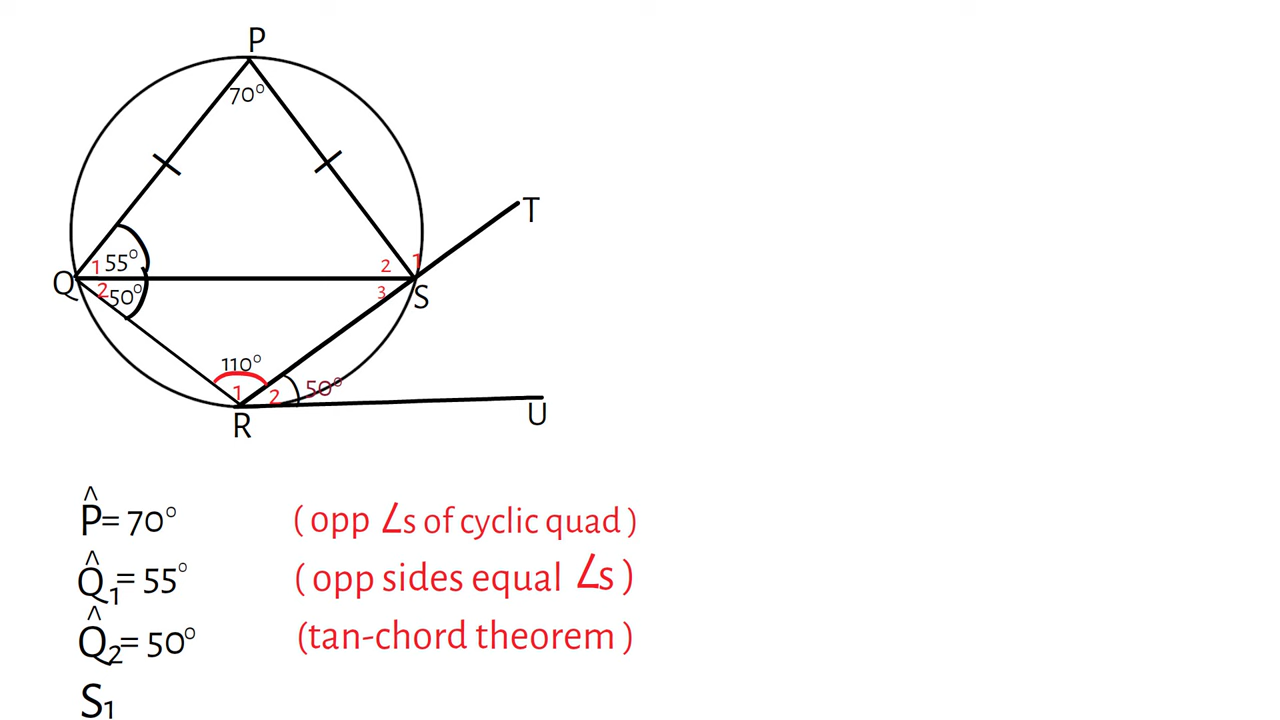 P
70°
T
1 55° 2 1
Q S
2 50° 3
110°
1 2 50°
R U
P̂ = 70° ( opp ∠s of cyclic quad )
Q̂1 = 55° ( opp sides equal ∠s )
Q̂2 = 50° (tan-chord theorem )
S1